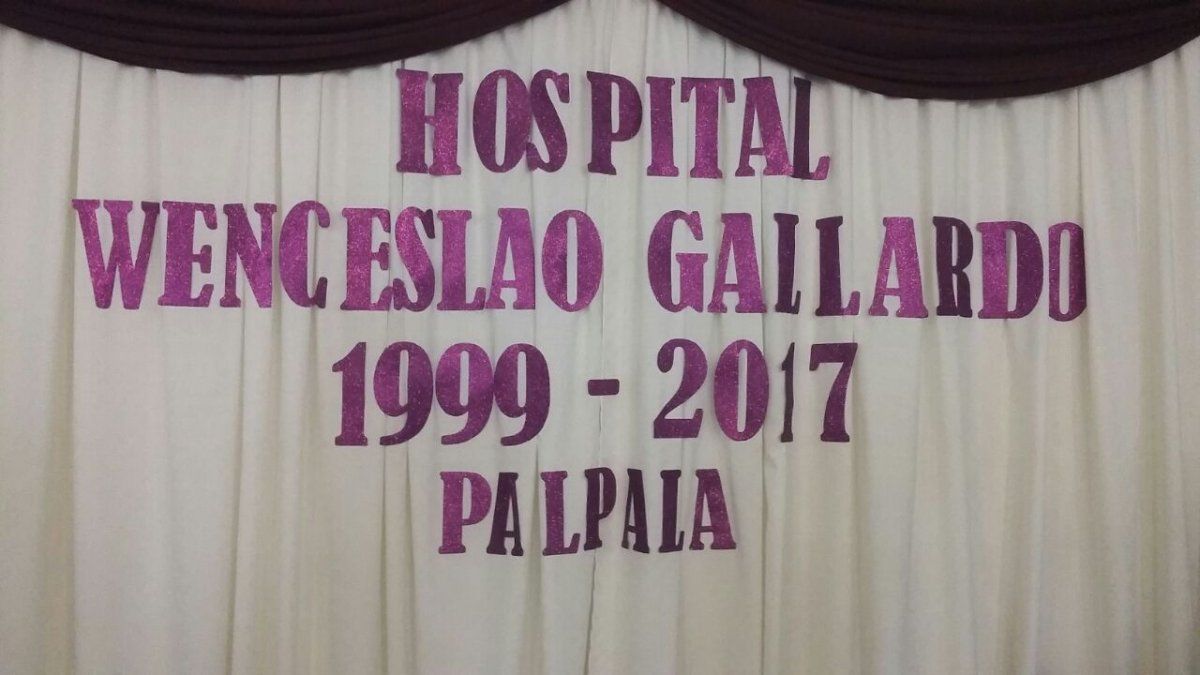 HOSPITAL
WENCESLAO GALLARDO
1999 - 2017
PALPALA